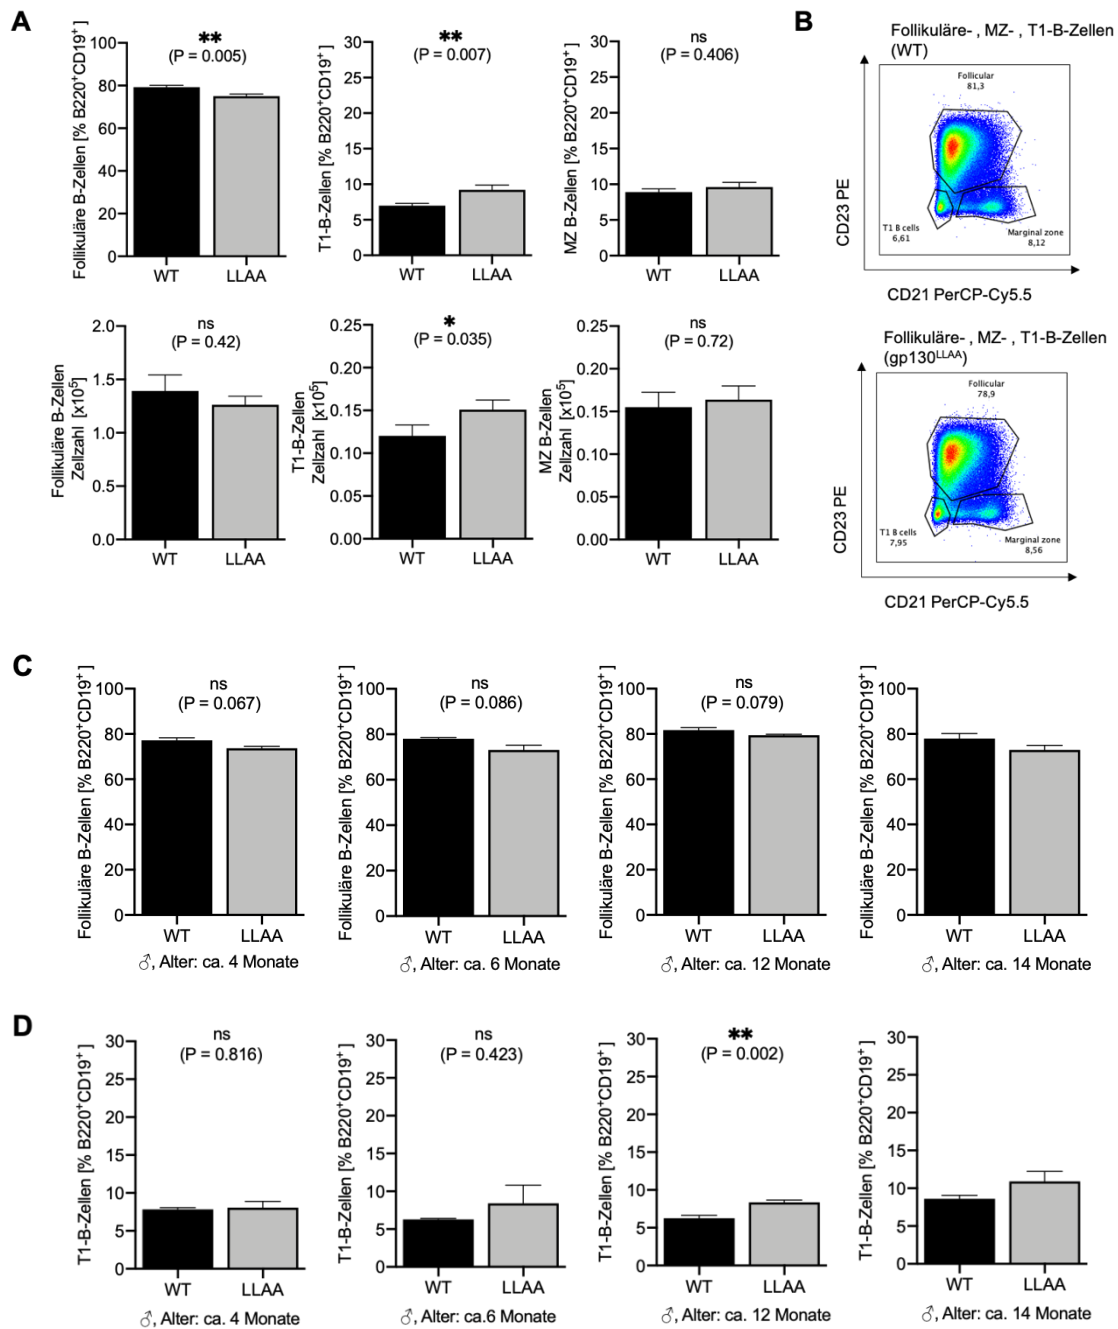 A
**
(P = 0.005)
Follikuläre B-Zellen [% B220⁺CD19⁺]
100
80
60
40
20
0
WT
LLAA
**
(P = 0.007)
T1-B-Zellen [% B220⁺CD19⁺]
30
25
20
15
10
5
0
WT
LLAA
ns
(P = 0.406)
MZ B-Zellen [% B220⁺CD19⁺]
30
25
20
15
10
5
0
WT
LLAA
ns
(P = 0.42)
Follikuläre B-Zellen
Zellzahl [x10⁵]
2.0
1.5
1.0
0.5
0.0
WT
LLAA
*
(P = 0.035)
T1-B-Zellen
Zellzahl [x10⁵]
0.25
0.20
0.15
0.10
0.05
0.00
WT
LLAA
ns
(P = 0.72)
MZ B-Zellen
Zellzahl [x10⁵]
0.25
0.20
0.15
0.10
0.05
0.00
WT
LLAA
B
Follikuläre- , MZ- , T1-B-Zellen
(WT)
Follicular
81,3
T1 B cells
6,61
Marginal zone
8,12
CD23 PE
CD21 PerCP-Cy5.5
Follikuläre- , MZ- , T1-B-Zellen
(gp130ᴸᴸᴬᴬ)
Follicular
78,9
T1 B cells
7,95
Marginal zone
8,56
CD23 PE
CD21 PerCP-Cy5.5
C
ns
(P = 0.067)
Follikuläre B-Zellen [% B220⁺CD19⁺]
100
80
60
40
20
0
WT
LLAA
♂, Alter: ca. 4 Monate
ns
(P = 0.086)
Follikuläre B-Zellen [% B220⁺CD19⁺]
100
80
60
40
20
0
WT
LLAA
♂, Alter: ca. 6 Monate
ns
(P = 0.079)
Follikuläre B-Zellen [% B220⁺CD19⁺]
100
80
60
40
20
0
WT
LLAA
♂, Alter: ca. 12 Monate
Follikuläre B-Zellen [% B220⁺CD19⁺]
100
80
60
40
20
0
WT
LLAA
♂, Alter: ca. 14 Monate
D
ns
(P = 0.816)
T1-B-Zellen [% B220⁺CD19⁺]
30
25
20
15
10
5
0
WT
LLAA
♂, Alter: ca. 4 Monate
ns
(P = 0.423)
T1-B-Zellen [% B220⁺CD19⁺]
30
25
20
15
10
5
0
WT
LLAA
♂, Alter: ca.6 Monate
**
(P = 0.002)
T1-B-Zellen [% B220⁺CD19⁺]
30
25
20
15
10
5
0
WT
LLAA
♂, Alter: ca. 12 Monate
T1-B-Zellen [% B220⁺CD19⁺]
30
25
20
15
10
5
0
WT
LLAA
♂, Alter: ca. 14 Monate